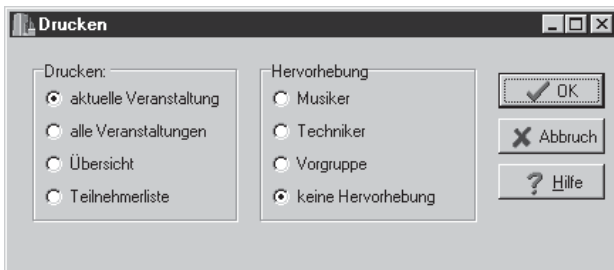 Drucken
Drucken:
aktuelle Veranstaltung
alle Veranstaltungen
Übersicht
Teilnehmerliste
Hervorhebung
Musiker
Techniker
Vorgruppe
keine Hervorhebung
OK
Abbruch
Hilfe